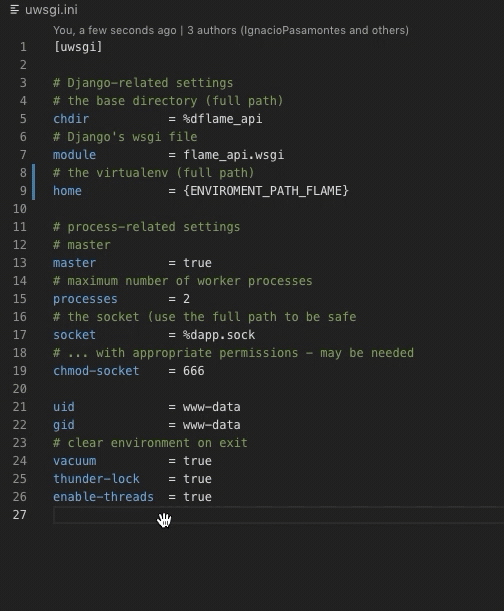 uwsgi.ini
You, a few seconds ago | 3 authors (IgnacioPasamontes and others)
1 [uwsgi]
2
3 # Django-related settings
4 # the base directory (full path)
5 chdir = %dflame_api
6 # Django's wsgi file
7 module = flame_api.wsgi
8 # the virtualenv (full path)
9 home = {ENVIROMENT_PATH_FLAME}
10
11 # process-related settings
12 # master
13 master = true
14 # maximum number of worker processes
15 processes = 2
16 # the socket (use the full path to be safe
17 socket = %dapp.sock
18 # ... with appropriate permissions - may be needed
19 chmod-socket = 666
20
21 uid = www-data
22 gid = www-data
23 # clear environment on exit
24 vacuum = true
25 thunder-lock = true
26 enable-threads = true
27